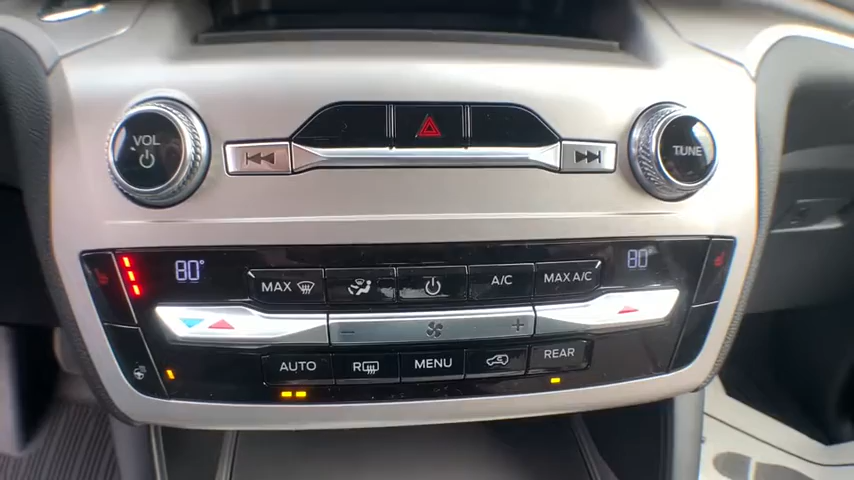 VOL
TUNE
80°
MAX
A/C
MAX A/C
80°
- +
AUTO
R
MENU
REAR